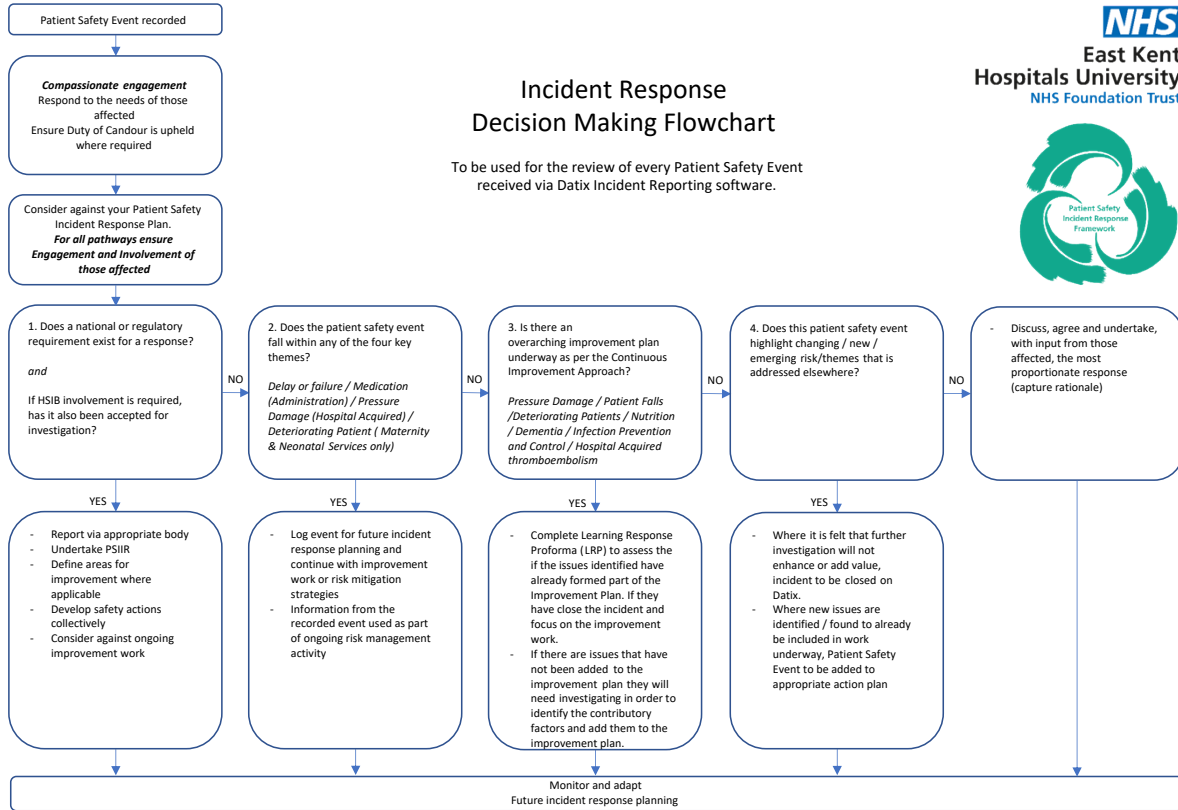 Patient Safety Event recorded
Compassionate engagement
Respond to the needs of those
affected
Ensure Duty of Candour is upheld
where required
Consider against your Patient Safety
Incident Response Plan.
For all pathways ensure
Engagement and Involvement of
those affected
Incident Response
Decision Making Flowchart
To be used for the review of every Patient Safety Event
received via Datix Incident Reporting software.
NHS
East Kent
Hospitals University
NHS Foundation Trust
Patient Safety
Incident Response
Framework
1. Does a national or regulatory
requirement exist for a response?
and
If HSIB involvement is required,
has it also been accepted for
investigation?
NO
2. Does the patient safety event
fall within any of the four key
themes?
Delay or failure / Medication
(Administration) / Pressure
Damage (Hospital Acquired) /
Deteriorating Patient ( Maternity
& Neonatal Services only)
NO
3. Is there an
overarching improvement plan
underway as per the Continuous
Improvement Approach?
Pressure Damage / Patient Falls
/Deteriorating Patients / Nutrition
/ Dementia / Infection Prevention
and Control / Hospital Acquired
thromboembolism
NO
4. Does this patient safety event
highlight changing / new /
emerging risk/themes that is
addressed elsewhere?
NO
- Discuss, agree and undertake,
with input from those
affected, the most
proportionate response
(capture rationale)
YES
- Report via appropriate body
- Undertake PSIIR
- Define areas for
improvement where
applicable
- Develop safety actions
collectively
- Consider against ongoing
improvement work
YES
- Log event for future incident
response planning and
continue with improvement
work or risk mitigation
strategies
- Information from the
recorded event used as part
of ongoing risk management
activity
YES
- Complete Learning Response
Proforma (LRP) to assess the
if the issues identified have
already formed part of the
Improvement Plan. If they
have close the incident and
focus on the improvement
work.
- If there are issues that have
not been added to the
improvement plan they will
need investigating in order to
identify the contributory
factors and add them to the
improvement plan.
YES
- Where it is felt that further
investigation will not
enhance or add value,
incident to be closed on
Datix.
- Where new issues are
identified / found to already
be included in work
underway, Patient Safety
Event to be added to
appropriate action plan
Monitor and adapt
Future incident response planning